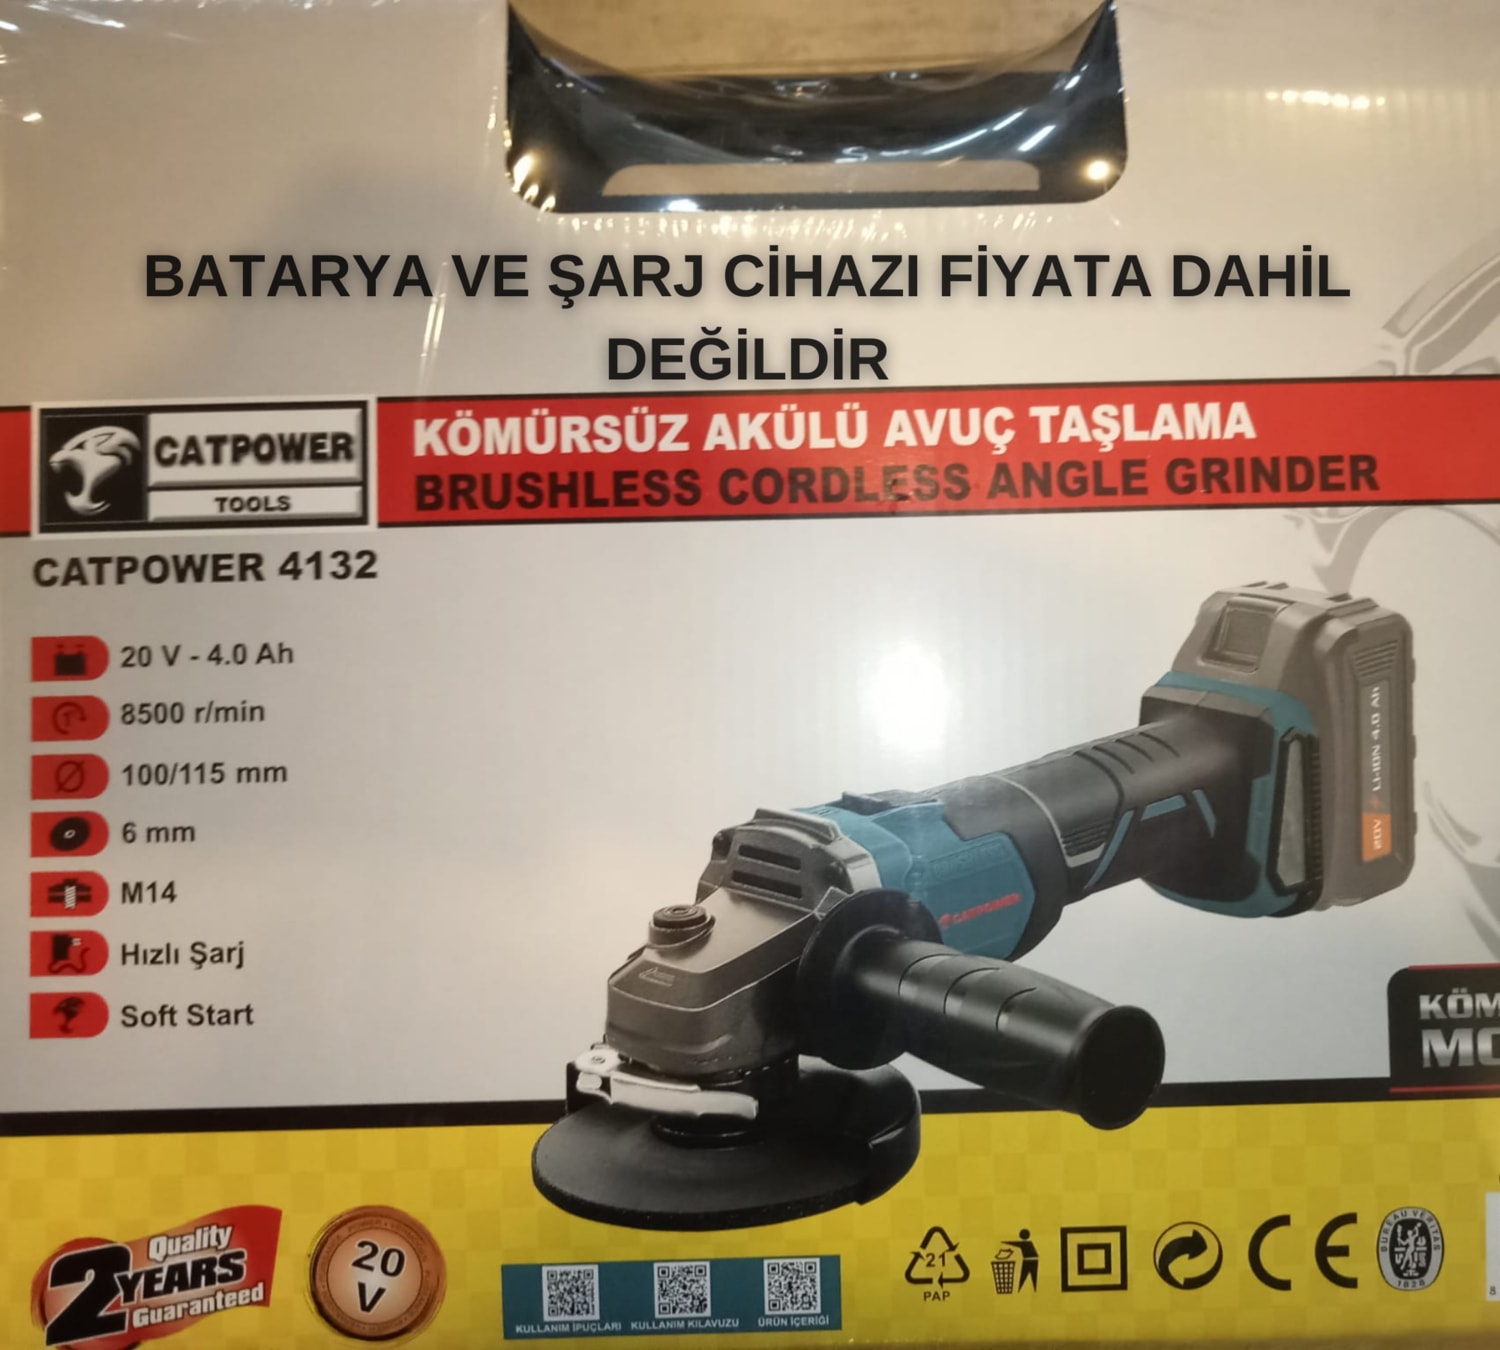 BATARYA VE ŞARJ CİHAZI FİYATA DAHİL
DEĞİLDİR
CATPOWER
TOOLS
KÖMÜRSÜZ AKÜLÜ AVUÇ TAŞLAMA
BRUSHLESS CORDLESS ANGLE GRINDER
CATPOWER 4132
20 V - 4.0 Ah
8500 r/min
100/115 mm
6 mm
M14
Hızlı Şarj
Soft Start
20V LI-ION 4.0 Ah
CATPOWER
KÖM
MO
2 YEARS
Quality
Guaranteed
20
V
KULLANIM İPUÇLARI
KULLANIM KILAVUZU
ÜRÜN İÇERİĞİ
21
PAP
CE
BUREAU VERITAS
1828
8